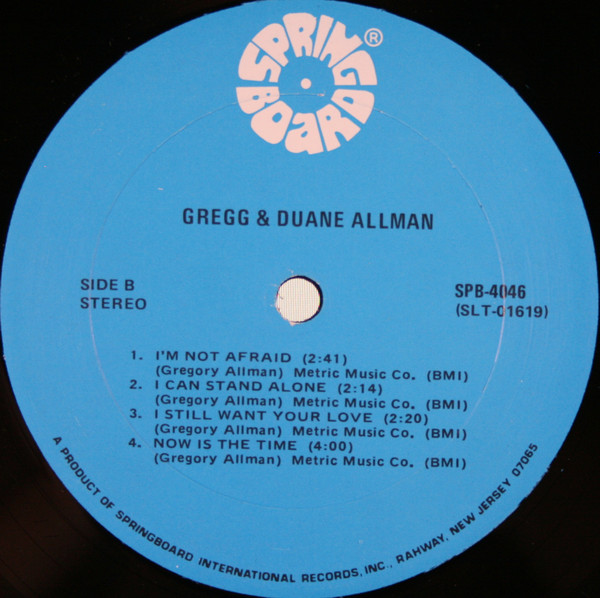 SPRING
BOARD®
GREGG & DUANE ALLMAN
SIDE B
STEREO
SPB-4046
(SLT-01619)
1. I'M NOT AFRAID (2:41)
(Gregory Allman) Metric Music Co. (BMI)
2. I CAN STAND ALONE (2:14)
(Gregory Allman) Metric Music Co. (BMI)
3. I STILL WANT YOUR LOVE (2:20)
(Gregory Allman) Metric Music Co. (BMI)
4. NOW IS THE TIME (4:00)
(Gregory Allman) Metric Music Co. (BMI)
A PRODUCT OF SPRINGBOARD INTERNATIONAL RECORDS, INC., RAHWAY, NEW JERSEY 07065